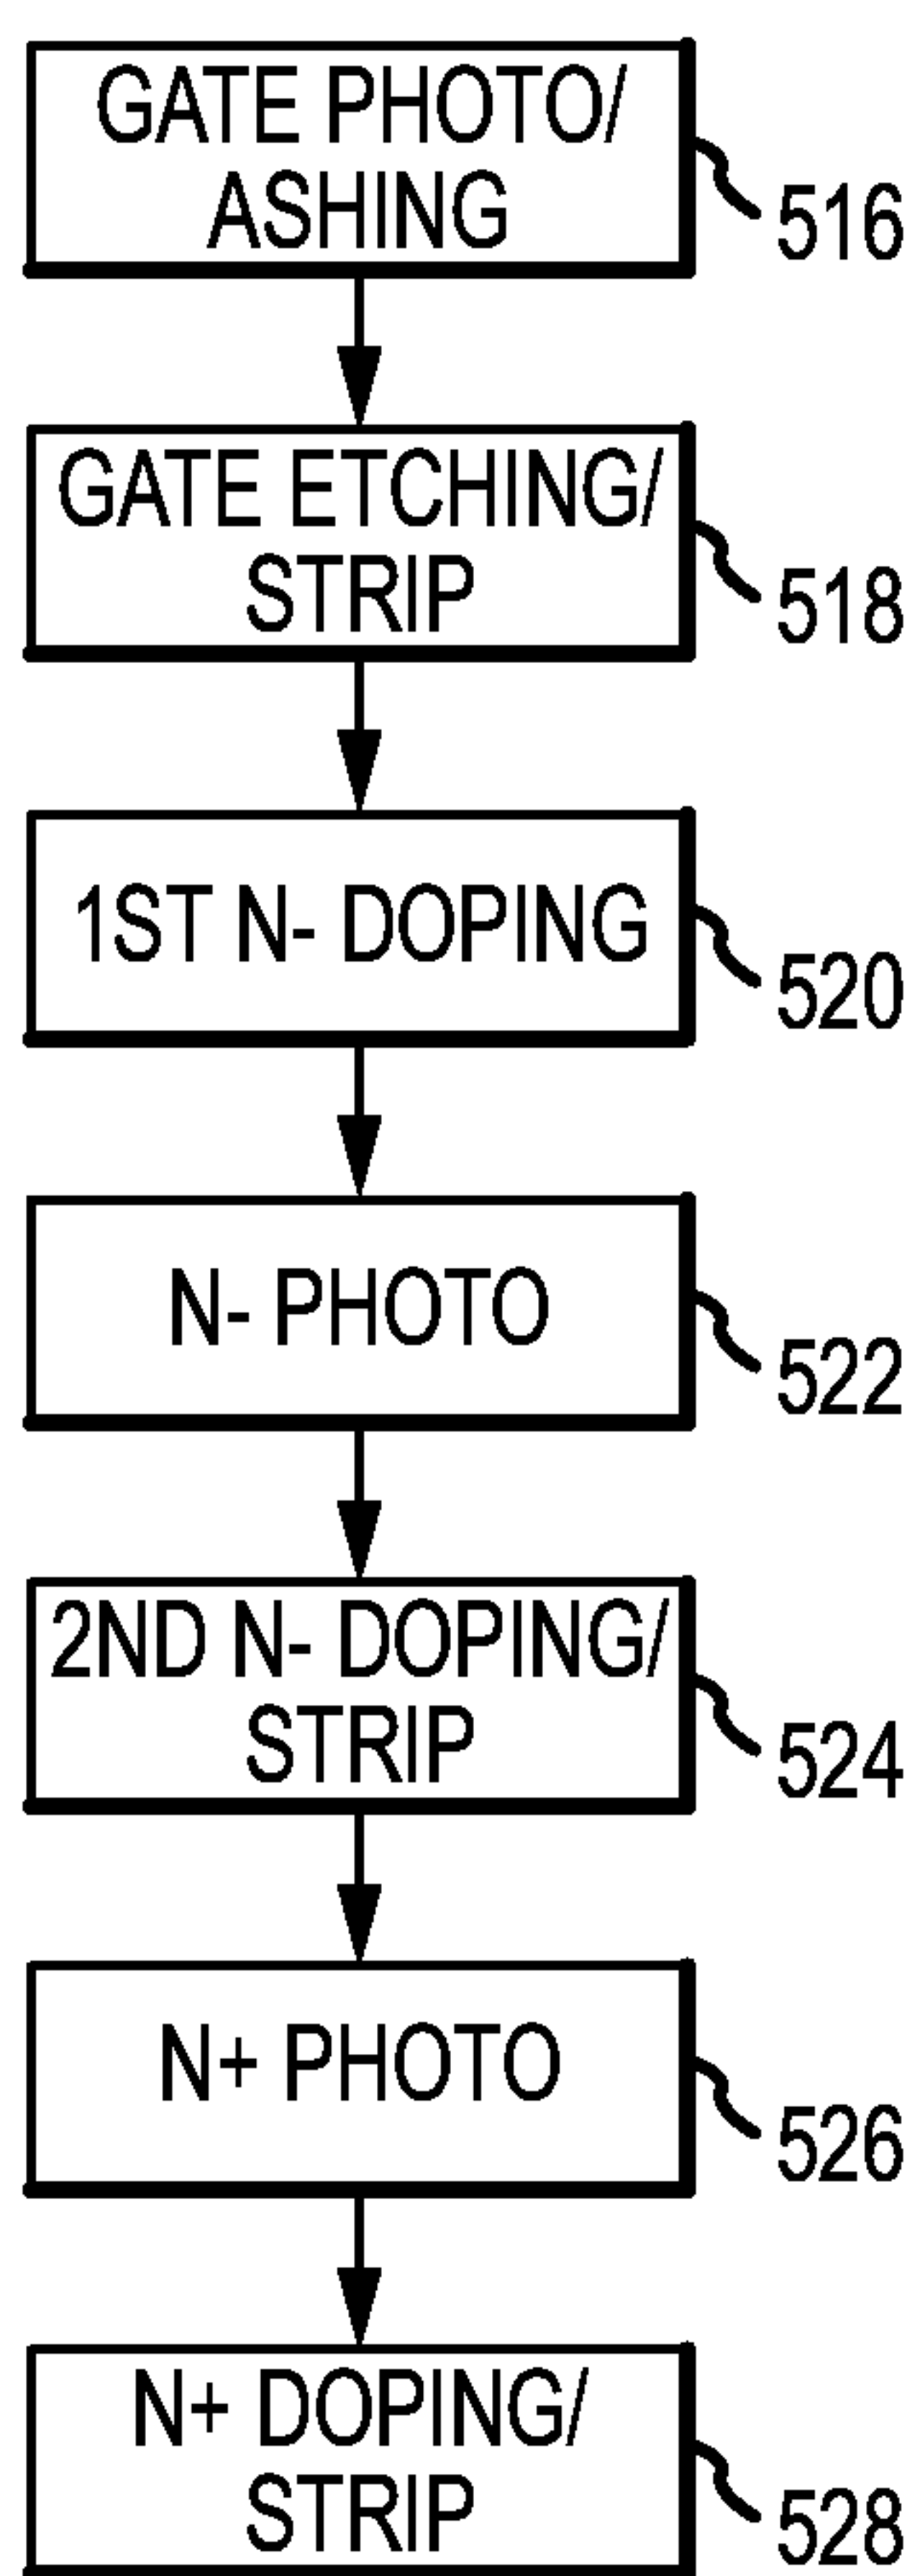 GATE PHOTO/
ASHING
516
GATE ETCHING/
STRIP
518
1ST N- DOPING
520
N- PHOTO
522
2ND N- DOPING/
STRIP
524
N+ PHOTO
526
N+ DOPING/
STRIP
528